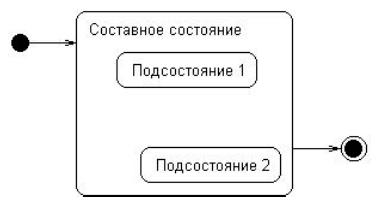 Составное состояние
Подсостояние 1
Подсостояние 2